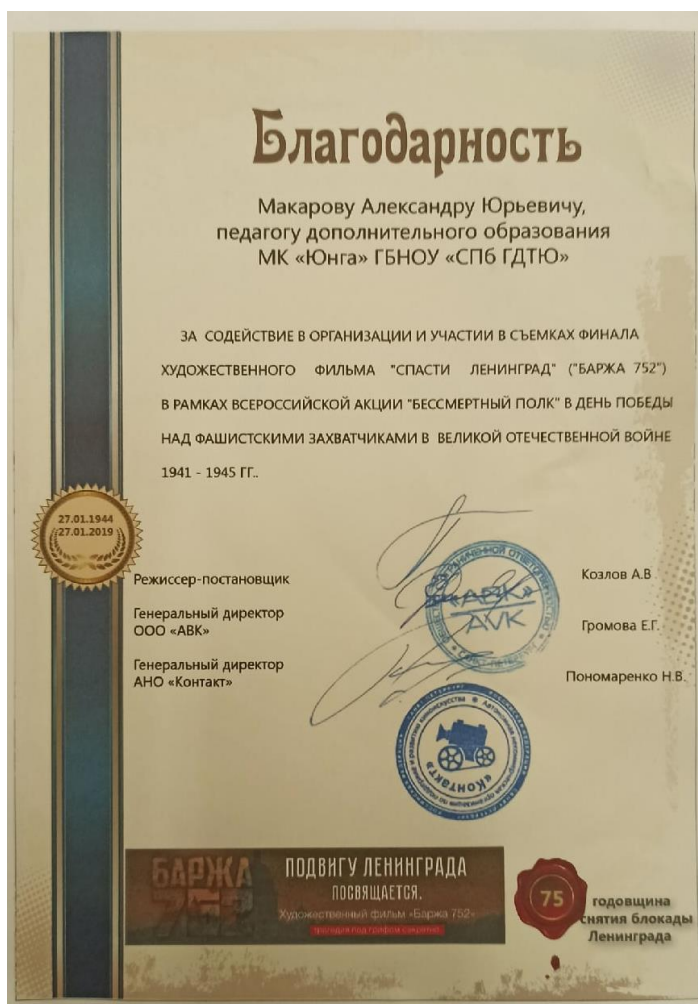 Благодарность
Макарову Александру Юрьевичу,
педагогу дополнительного образования
МК «Юнга» ГБНОУ «СПб ГДТЮ»
ЗА СОДЕЙСТВИЕ В ОРГАНИЗАЦИИ И УЧАСТИИ В СЪЕМКАХ ФИНАЛА
ХУДОЖЕСТВЕННОГО ФИЛЬМА "СПАСТИ ЛЕНИНГРАД" ("БАРЖА 752")
В РАМКАХ ВСЕРОССИЙСКОЙ АКЦИИ "БЕССМЕРТНЫЙ ПОЛК" В ДЕНЬ ПОБЕДЫ
НАД ФАШИСТСКИМИ ЗАХВАТЧИКАМИ В ВЕЛИКОЙ ОТЕЧЕСТВЕННОЙ ВОЙНЕ
1941 - 1945 ГГ..
27.01.1944
27.01.2019
Режиссер-постановщик
Козлов А.В
Генеральный директор
ООО «АВК»
Громова Е.Г.
Генеральный директор
АНО «Контакт»
Пономаренко Н.В.
«АВК»
AVK
«Контакт»
БАРЖА
752
ПОДВИГУ ЛЕНИНГРАДА
ПОСВЯЩАЕТСЯ.
Художественный фильм «Баржа 752»
трагедия под грифом секретно
75
годовщина
снятия блокады
Ленинграда